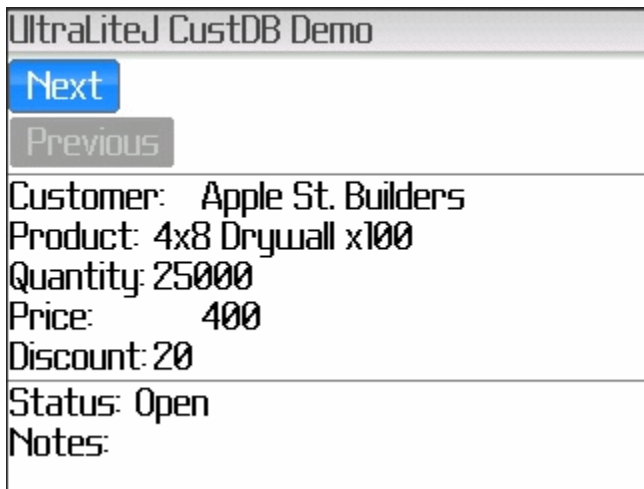 UltraLiteJ CustDB Demo
Next
Previous
Customer: Apple St. Builders
Product: 4x8 Drywall x100
Quantity: 25000
Price: 400
Discount: 20
Status: Open
Notes: